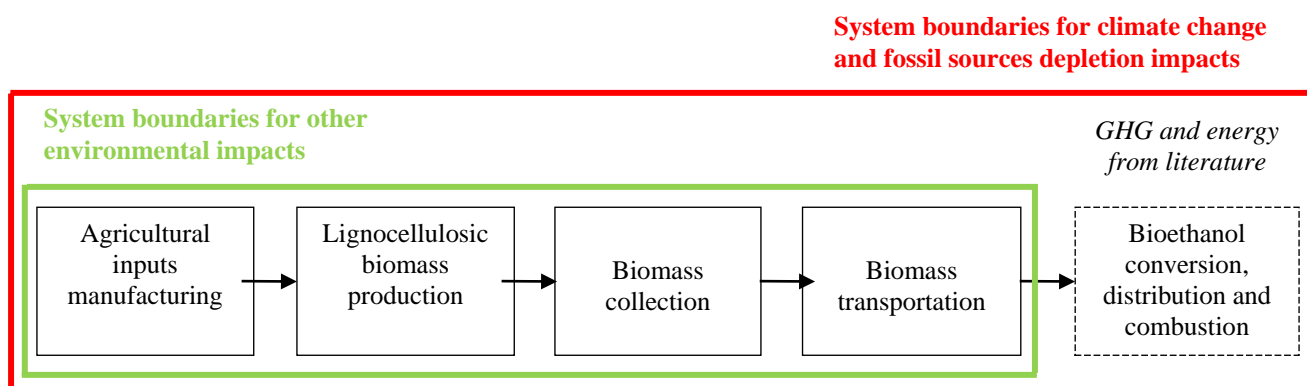 System boundaries for climate change
and fossil sources depletion impacts
System boundaries for other
environmental impacts
GHG and energy
from literature
Agricultural
inputs
manufacturing
Lignocellulosic
biomass
production
Biomass
collection
Biomass
transportation
Bioethanol
conversion,
distribution and
combustion